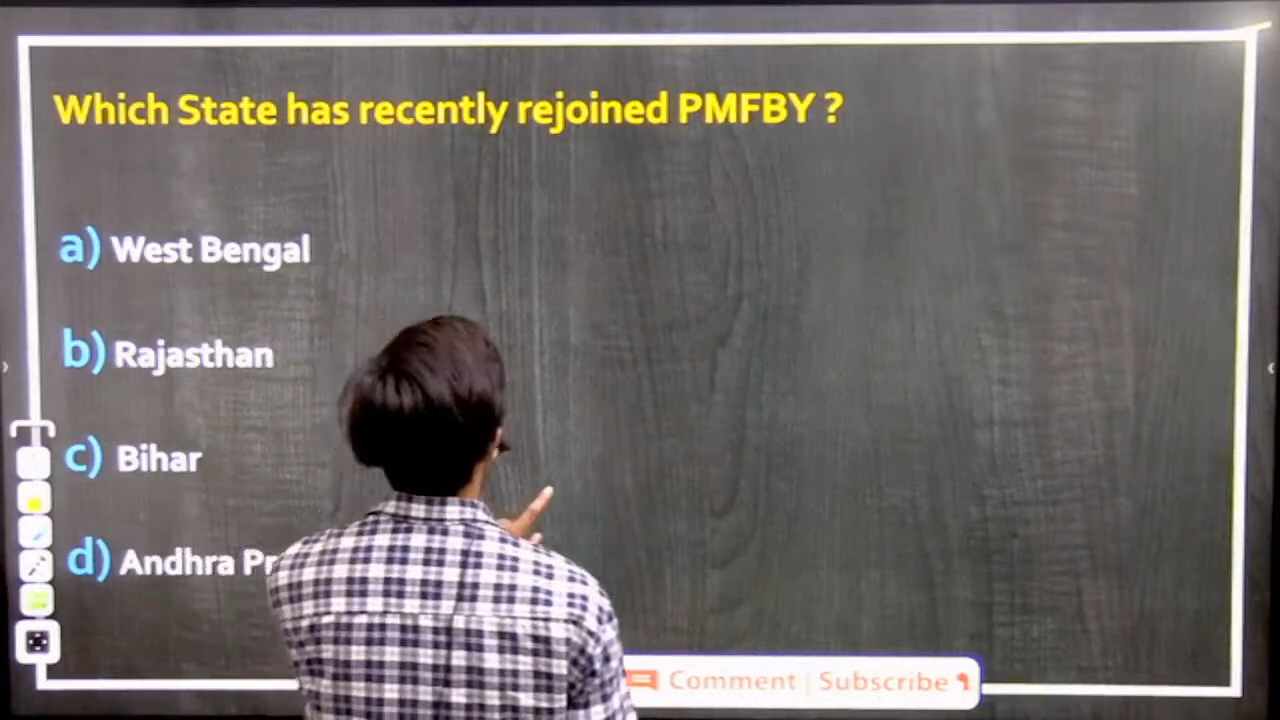 Which State has recently rejoined PMFBY ?
a) West Bengal
b) Rajasthan
c) Bihar
d) Andhra
Comment | Subscribe